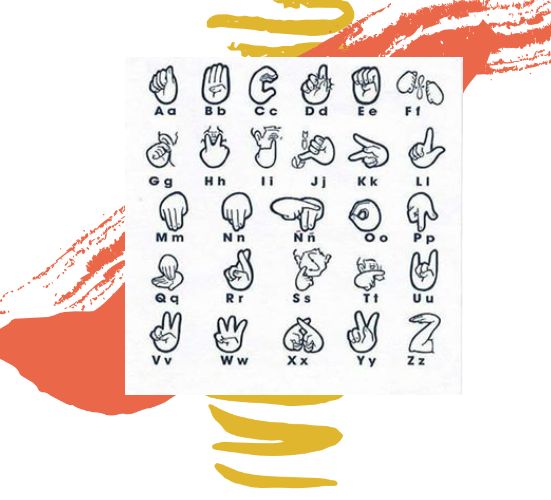 Aa Bb Cc Dd Ee Ff
Gg Hh Ii Jj Kk Ll
Mm Nn Ññ Oo Pp
Qq Rr Ss Tt Uu
Vv Ww Xx Yy Zz